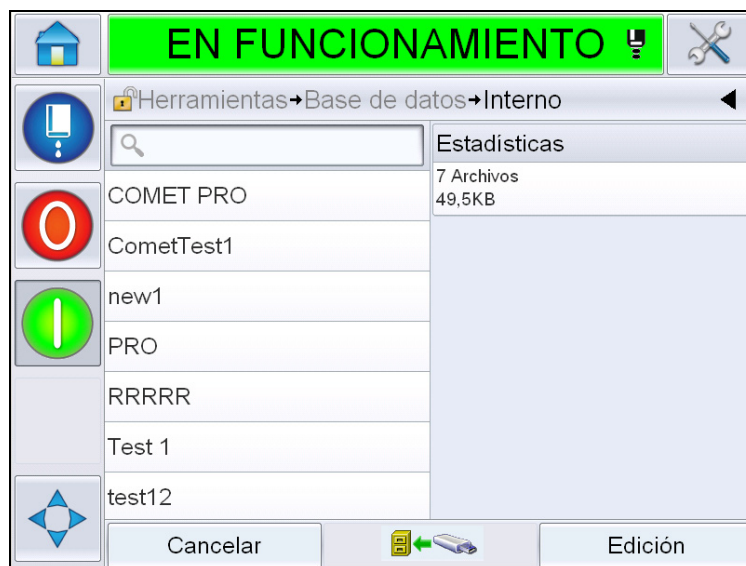 EN FUNCIONAMIENTO
Herramientas→Base de datos→Interno
Estadísticas
7 Archivos
49,5KB
COMET PRO
CometTest1
new1
PRO
RRRRR
Test 1
test12
Cancelar
Edición